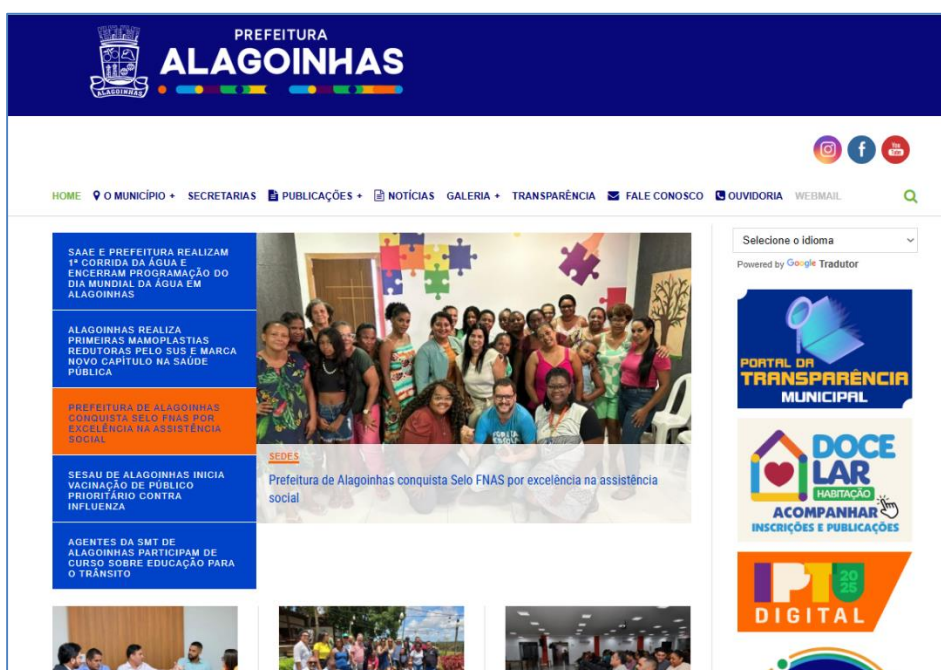 PREFEITURA
ALAGOINHAS
ALAGOINHAS
You
Tube
HOME O MUNICÍPIO + SECRETARIAS PUBLICAÇÕES + NOTÍCIAS GALERIA + TRANSPARÊNCIA FALE CONOSCO OUVIDORIA WEBMAIL
SAAE E PREFEITURA REALIZAM
1ª CORRIDA DA ÁGUA E
ENCERRAM PROGRAMAÇÃO DO
DIA MUNDIAL DA ÁGUA EM
ALAGOINHAS
ALAGOINHAS REALIZA
PRIMEIRAS MAMOPLASTIAS
REDUTORAS PELO SUS E MARCA
NOVO CAPÍTULO NA SAÚDE
PÚBLICA
PREFEITURA DE ALAGOINHAS
CONQUISTA SELO FNAS POR
EXCELÊNCIA NA ASSISTÊNCIA
SOCIAL
SESAU DE ALAGOINHAS INICIA
VACINAÇÃO DE PÚBLICO
PRIORITÁRIO CONTRA
INFLUENZA
AGENTES DA SMT DE
ALAGOINHAS PARTICIPAM DE
CURSO SOBRE EDUCAÇÃO PARA
O TRÂNSITO
SEDES
Prefeitura de Alagoinhas conquista Selo FNAS por excelência na assistência
social
Selecione o idioma
Powered by Google Tradutor
PORTAL DA
TRANSPARÊNCIA
MUNICIPAL
DOCE
LAR
HABITAÇÃO
ACOMPANHAR
INSCRIÇÕES E PUBLICAÇÕES
IPTU
2025
DIGITAL